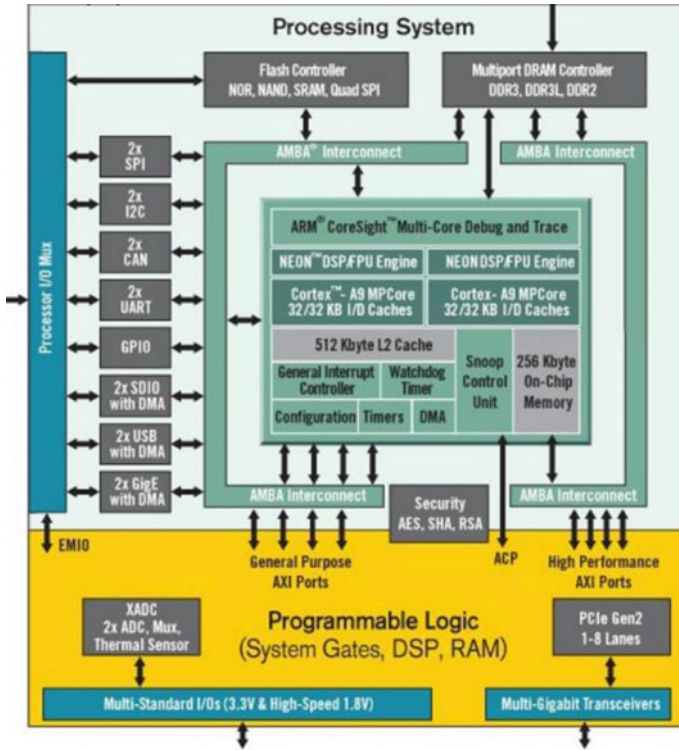 Processing System
Flash Controller
NOR, NAND, SRAM, Quad SPI
Multiport DRAM Controller
DDR3, DDR3L, DDR2
AMBA® Interconnect
AMBA Interconnect
Processor I/O Mux
2x
SPI
2x
I2C
2x
CAN
2x
UART
GPIO
2x SDIO
with DMA
2x USB
with DMA
2x GigE
with DMA
ARM® CoreSight™ Multi-Core Debug and Trace
NEON™ DSP/FPU Engine
NEON DSP/FPU Engine
Cortex™- A9 MPCore
32/32 KB I/D Caches
Cortex- A9 MPCore
32/32 KB I/D Caches
512 Kbyte L2 Cache
General Interrupt
Controller
Watchdog
Timer
Configuration
Timers
DMA
Snoop
Control
Unit
256 Kbyte
On-Chip
Memory
AMBA Interconnect
Security
AES, SHA, RSA
AMBA Interconnect
EMIO
General Purpose
AXI Ports
ACP
High Performance
AXI Ports
XADC
2x ADC, Mux,
Thermal Sensor
Programmable Logic
(System Gates, DSP, RAM)
PCIe Gen2
1-8 Lanes
Multi-Standard I/Os (3.3V & High-Speed 1.8V)
Multi-Gigabit Transceivers